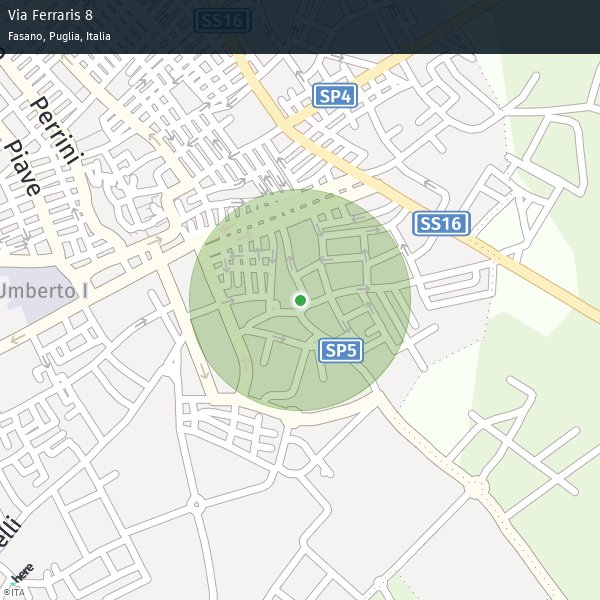 Via Ferraris 8
Fasano, Puglia, Italia
SS16
SP4
Perrini
Piave
SS16
Umberto I
SP5
elli
here
©ITA